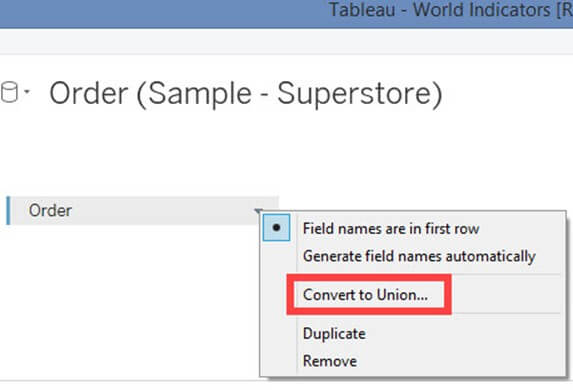 Tableau - World Indicators [R
Order (Sample - Superstore)
Order
Field names are in first row
Generate field names automatically
Convert to Union...
Duplicate
Remove